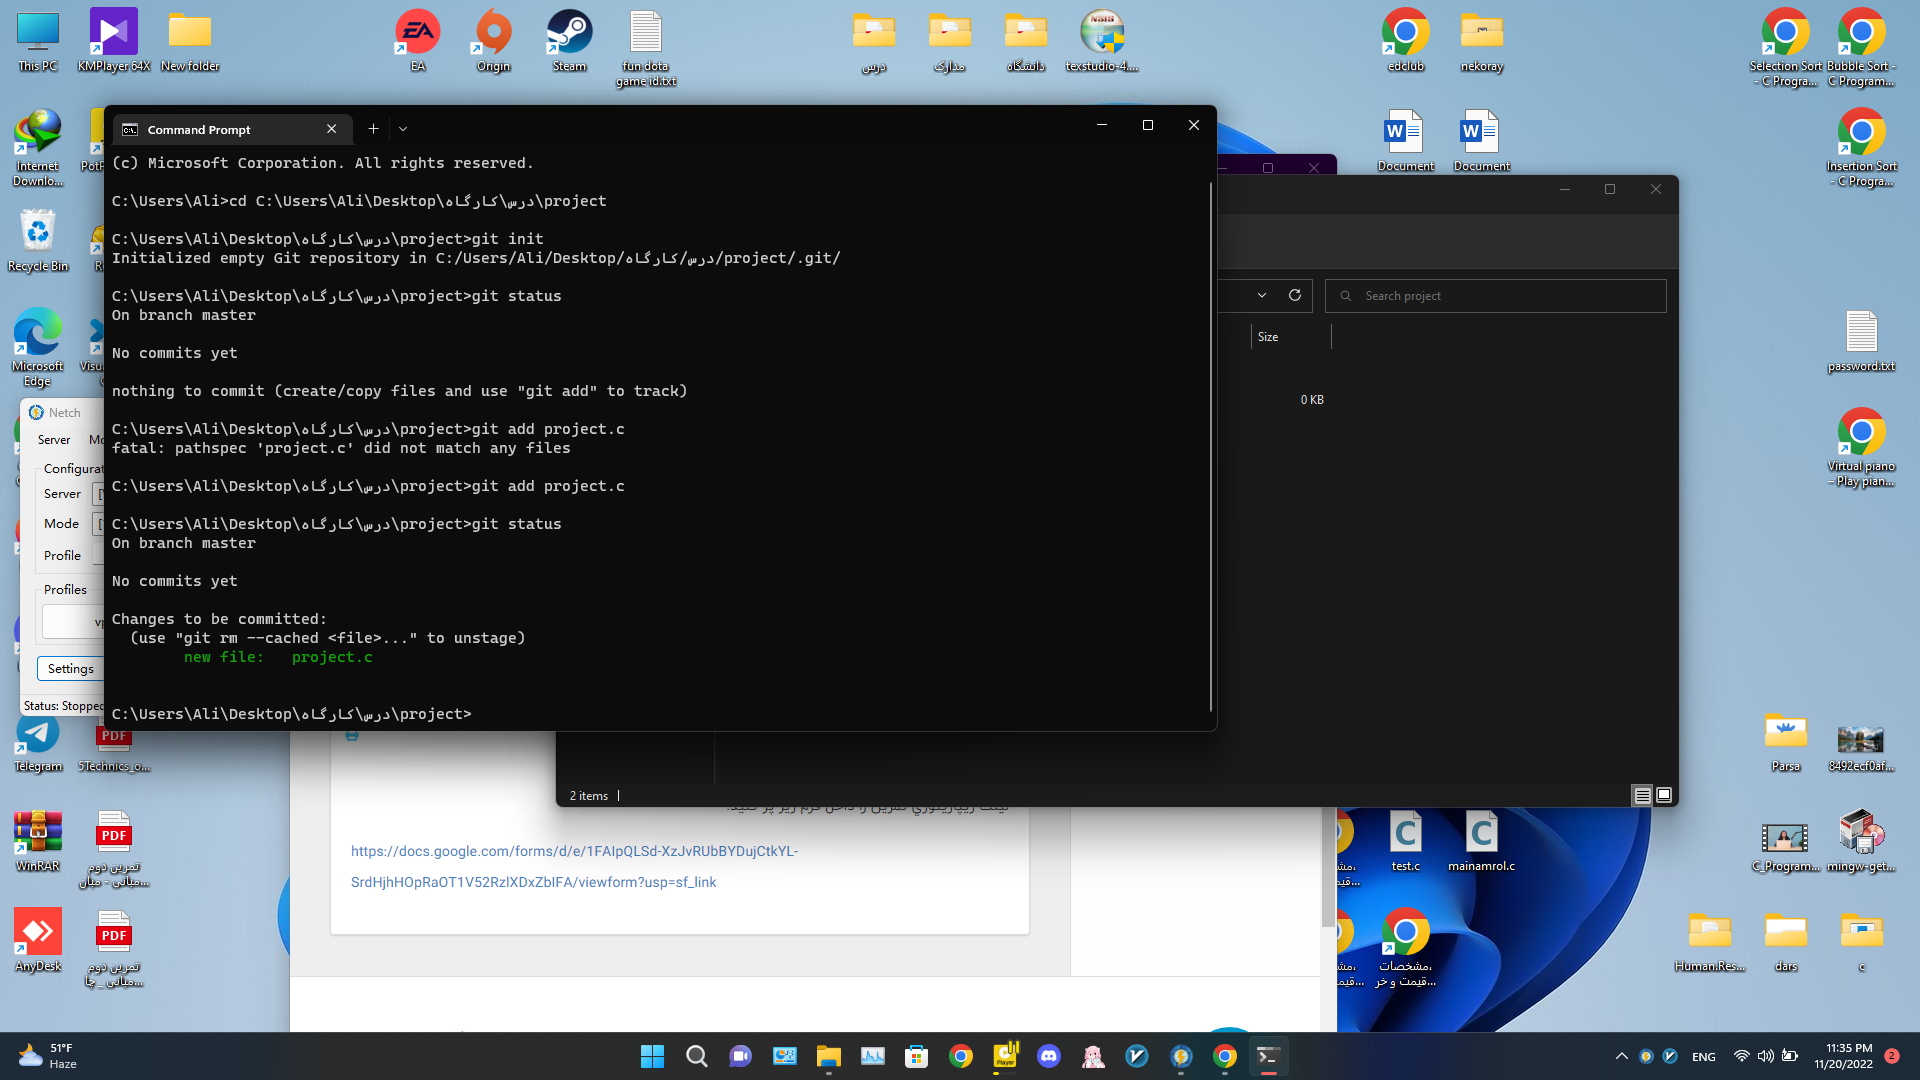 This PC
KMPlayer 64X
New folder
EA
Origin
Steam
fun dota
game id.txt
درس
مدارک
دانشگاه
texstudio-4....
edclub
nekoray
Selection Sort
- C Progra...
Bubble Sort -
C Program...
Internet
Downlo...
Document
Document
Insertion Sort
- C Progra...
Recycle Bin
Microsoft
Edge
password.txt
Virtual piano
– Play pian...
Command Prompt
(c) Microsoft Corporation. All rights reserved.
C:\Users\Ali>cd C:\Users\Ali\Desktop\درس\کارگاه\project
C:\Users\Ali\Desktop\درس\کارگاه\project>git init
Initialized empty Git repository in C:/Users/Ali/Desktop/درس/کارگاه/project/.git/
C:\Users\Ali\Desktop\درس\کارگاه\project>git status
On branch master
No commits yet
nothing to commit (create/copy files and use "git add" to track)
C:\Users\Ali\Desktop\درس\کارگاه\project>git add project.c
fatal: pathspec 'project.c' did not match any files
C:\Users\Ali\Desktop\درس\کارگاه\project>git add project.c
C:\Users\Ali\Desktop\درس\کارگاه\project>git status
On branch master
No commits yet
Changes to be committed:
(use "git rm --cached <file>..." to unstage)
new file: project.c
C:\Users\Ali\Desktop\درس\کارگاه\project>
Search project
Size
0 KB
2 items
Netch
Server
Configurat
Server
Mode
Profile
Profiles
Settings
Status: Stopped
https://docs.google.com/forms/d/e/1FAIpQLSd-XzJvRUbBYDujCtkYL-
SrdHjhHOpRaOT1V52RzlXDxZbIFA/viewform?usp=sf_link
Telegram
5Technics_o...
Parsa
8492ecf0af...
WinRAR
تمرین دوم
مبانی - مبان...
test.c
mainamrol.c
C_Program...
mingw-get...
AnyDesk
تمرین دوم
مبانی _ چا...
مشخصات،
قیمت و خر...
Human.Res...
dars
c
51°F
Haze
ENG
11:35 PM
11/20/2022
2